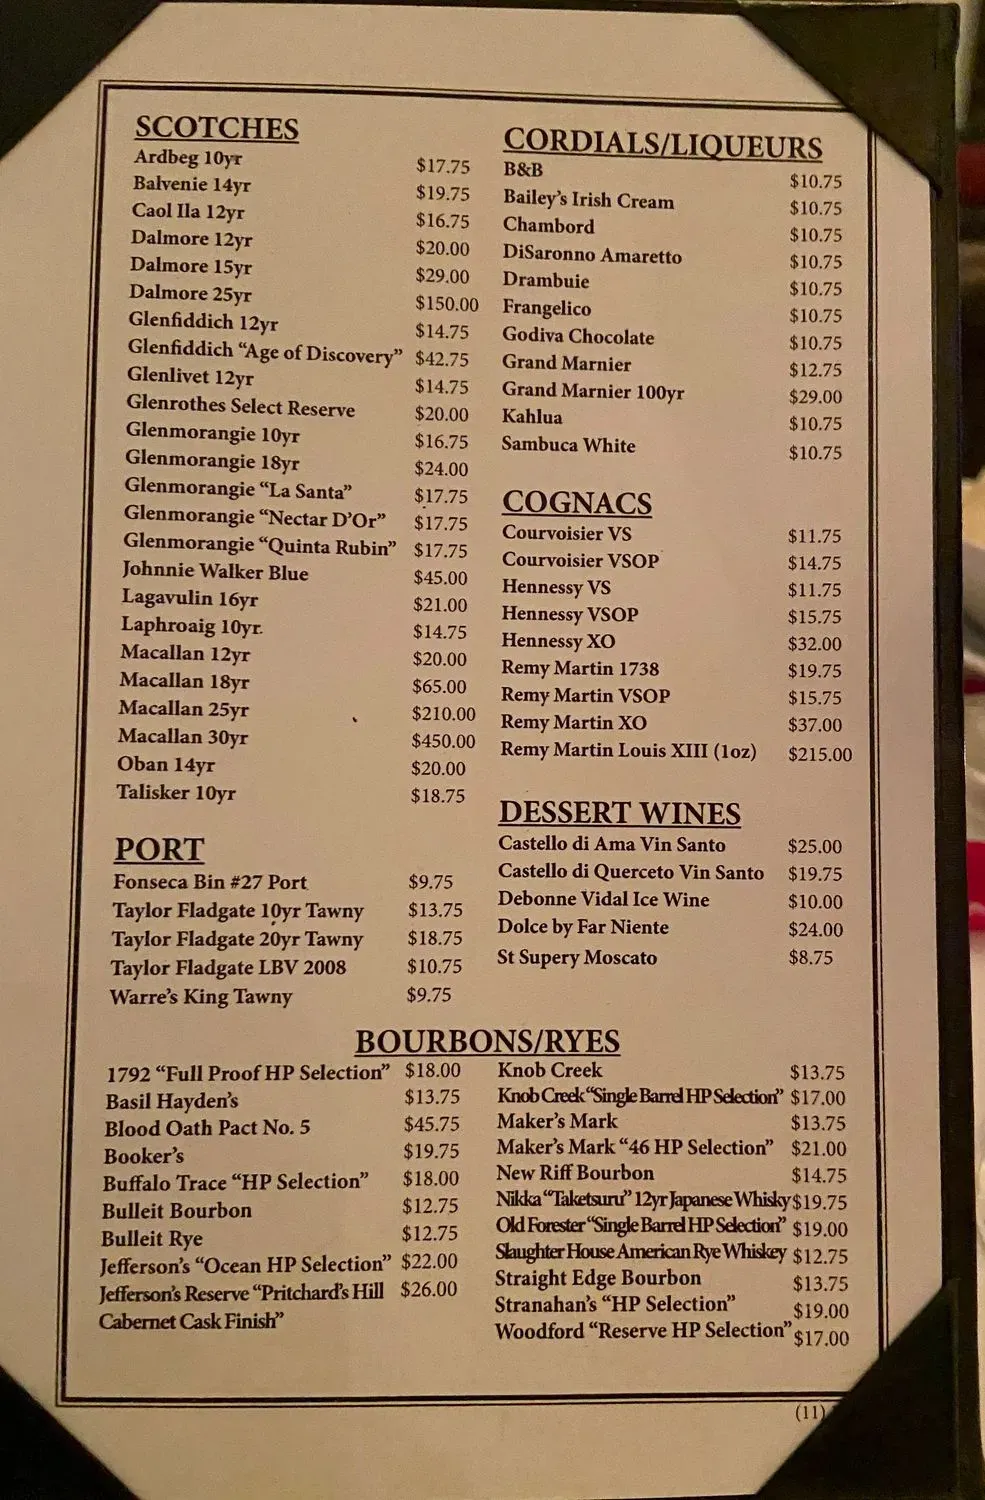 SCOTCHES
Ardbeg 10yr $17.75
Balvenie 14yr $19.75
Caol Ila 12yr $16.75
Dalmore 12yr $20.00
Dalmore 15yr $29.00
Dalmore 25yr $150.00
Glenfiddich 12yr $14.75
Glenfiddich “Age of Discovery” $42.75
Glenlivet 12yr $14.75
Glenrothes Select Reserve $20.00
Glenmorangie 10yr $16.75
Glenmorangie 18yr $24.00
Glenmorangie “La Santa” $17.75
Glenmorangie “Nectar D’Or” $17.75
Glenmorangie “Quinta Rubin” $17.75
Johnnie Walker Blue $45.00
Lagavulin 16yr $21.00
Laphroaig 10yr. $14.75
Macallan 12yr $20.00
Macallan 18yr $65.00
Macallan 25yr $210.00
Macallan 30yr $450.00
Oban 14yr $20.00
Talisker 10yr $18.75
PORT
Fonseca Bin #27 Port $9.75
Taylor Fladgate 10yr Tawny $13.75
Taylor Fladgate 20yr Tawny $18.75
Taylor Fladgate LBV 2008 $10.75
Warre’s King Tawny $9.75
CORDIALS/LIQUEURS
B&B $10.75
Bailey’s Irish Cream $10.75
Chambord $10.75
DiSaronno Amaretto $10.75
Drambuie $10.75
Frangelico $10.75
Godiva Chocolate $10.75
Grand Marnier $12.75
Grand Marnier 100yr $29.00
Kahlua $10.75
Sambuca White $10.75
COGNACS
Courvoisier VS $11.75
Courvoisier VSOP $14.75
Hennessy VS $11.75
Hennessy VSOP $15.75
Hennessy XO $32.00
Remy Martin 1738 $19.75
Remy Martin VSOP $15.75
Remy Martin XO $37.00
Remy Martin Louis XIII (1oz) $215.00
DESSERT WINES
Castello di Ama Vin Santo $25.00
Castello di Querceto Vin Santo $19.75
Debonne Vidal Ice Wine $10.00
Dolce by Far Niente $24.00
St Supery Moscato $8.75
BOURBONS/RYES
1792 “Full Proof HP Selection” $18.00
Basil Hayden’s $13.75
Blood Oath Pact No. 5 $45.75
Booker’s $19.75
Buffalo Trace “HP Selection” $18.00
Bulleit Bourbon $12.75
Bulleit Rye $12.75
Jefferson’s “Ocean HP Selection” $22.00
Jefferson’s Reserve “Pritchard’s Hill $26.00
Cabernet Cask Finish”
Knob Creek $13.75
Knob Creek “Single Barrel HP Selection” $17.00
Maker’s Mark $13.75
Maker’s Mark “46 HP Selection” $21.00
New Riff Bourbon $14.75
Nikka “Taketsuru” 12yr Japanese Whisky $19.75
Old Forester “Single Barrel HP Selection” $19.00
Slaughter House American Rye Whiskey $12.75
Straight Edge Bourbon $13.75
Stranahan’s “HP Selection” $19.00
Woodford “Reserve HP Selection” $17.00
(11)